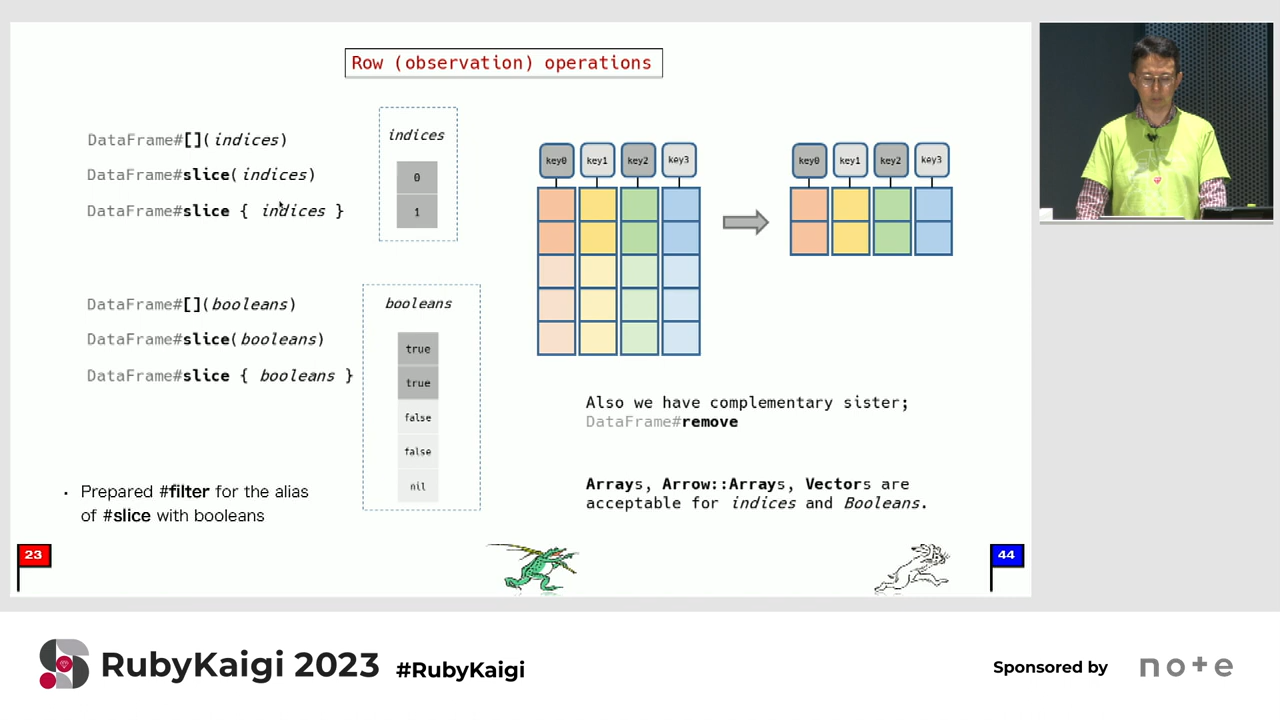 Row (observation) operations
DataFrame#[](indices)
DataFrame#slice(indices)
DataFrame#slice { indices }
indices
0
1
DataFrame#[](booleans)
DataFrame#slice(booleans)
DataFrame#slice { booleans }
booleans
true
true
false
false
nil
key0 key1 key2 key3
key0 key1 key2 key3
Also we have complementary sister;
DataFrame#remove
Arrays, Arrow::Arrays, Vectors are
acceptable for indices and Booleans.
・ Prepared #filter for the alias
of #slice with booleans
23
44
RubyKaigi 2023 #RubyKaigi
Sponsored by note